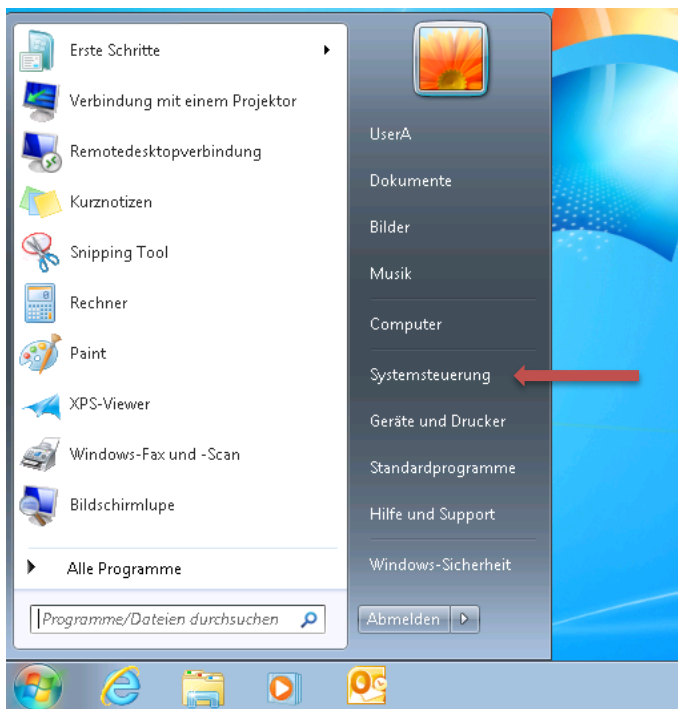 Erste Schritte
Verbindung mit einem Projektor
Remotedesktopverbindung
Kurznotizen
Snipping Tool
Rechner
Paint
XPS-Viewer
Windows-Fax und -Scan
Bildschirmlupe
Alle Programme
Programme/Dateien durchsuchen
UserA
Dokumente
Bilder
Musik
Computer
Systemsteuerung
Geräte und Drucker
Standardprogramme
Hilfe und Support
Windows-Sicherheit
Abmelden